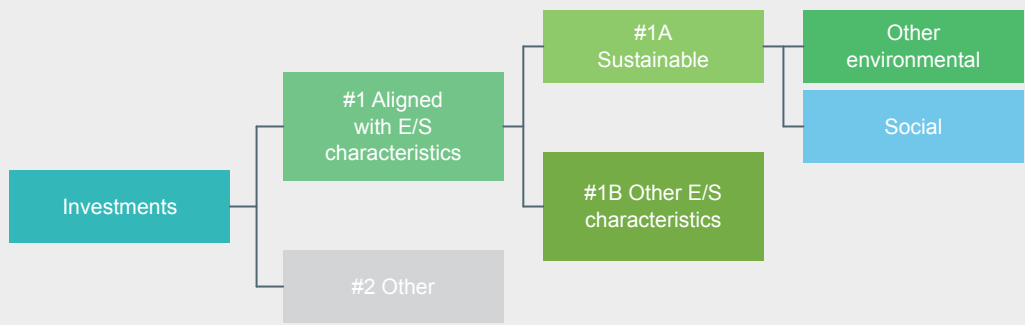 Investments
#1 Aligned
with E/S
characteristics
#2 Other
#1A
Sustainable
#1B Other E/S
characteristics
Other
environmental
Social